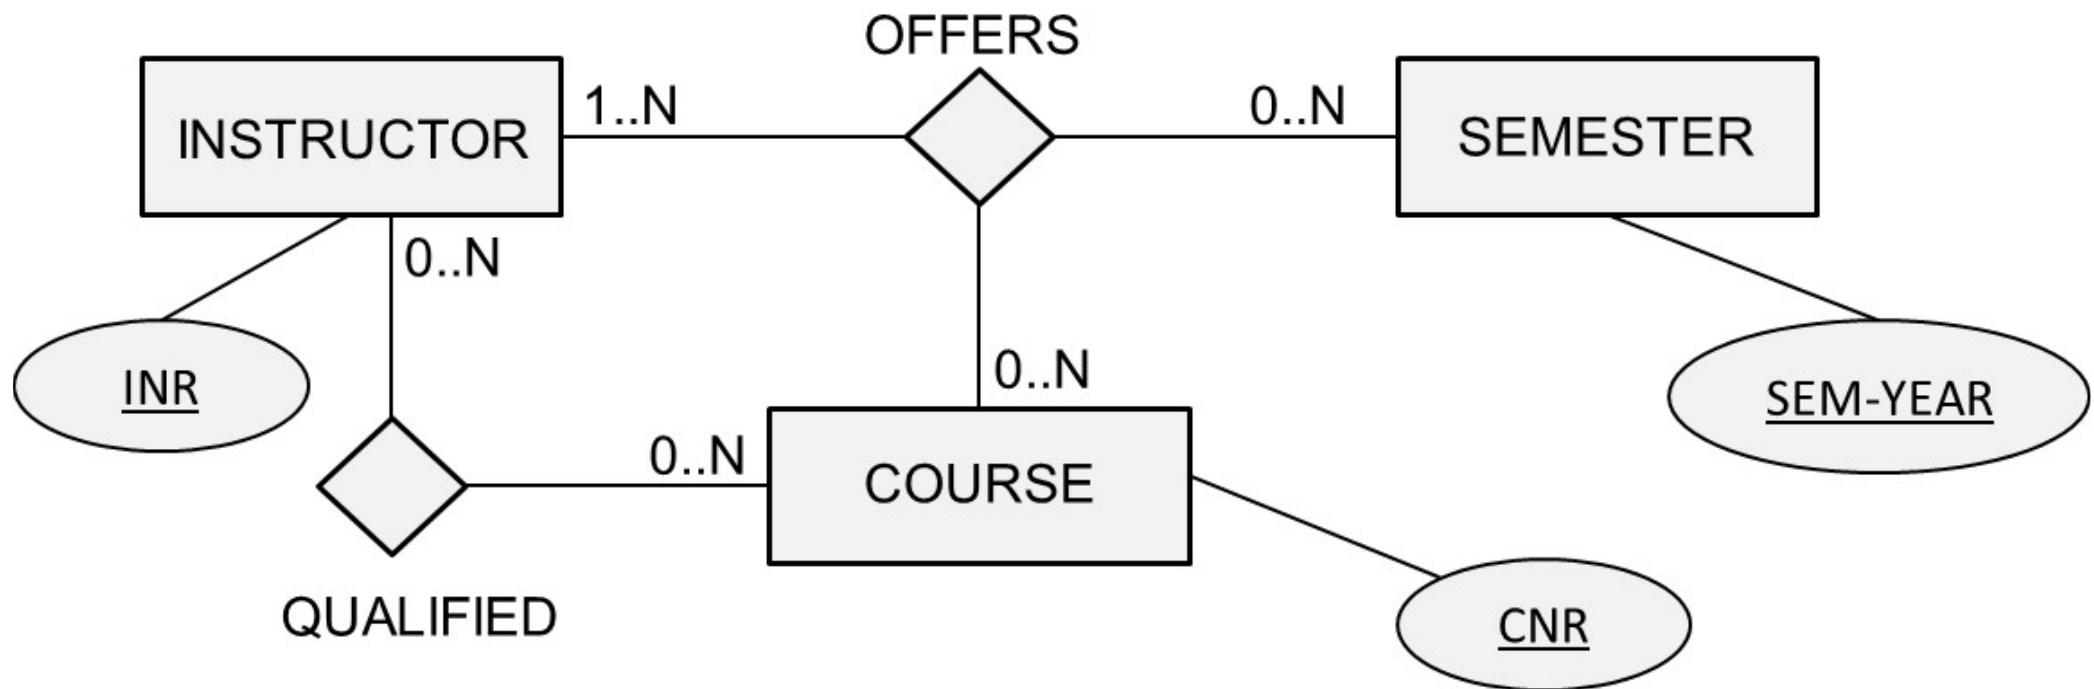 OFFERS
INSTRUCTOR
1..N
0..N
SEMESTER
0..N
INR
0..N
SEM-YEAR
0..N
COURSE
QUALIFIED
CNR